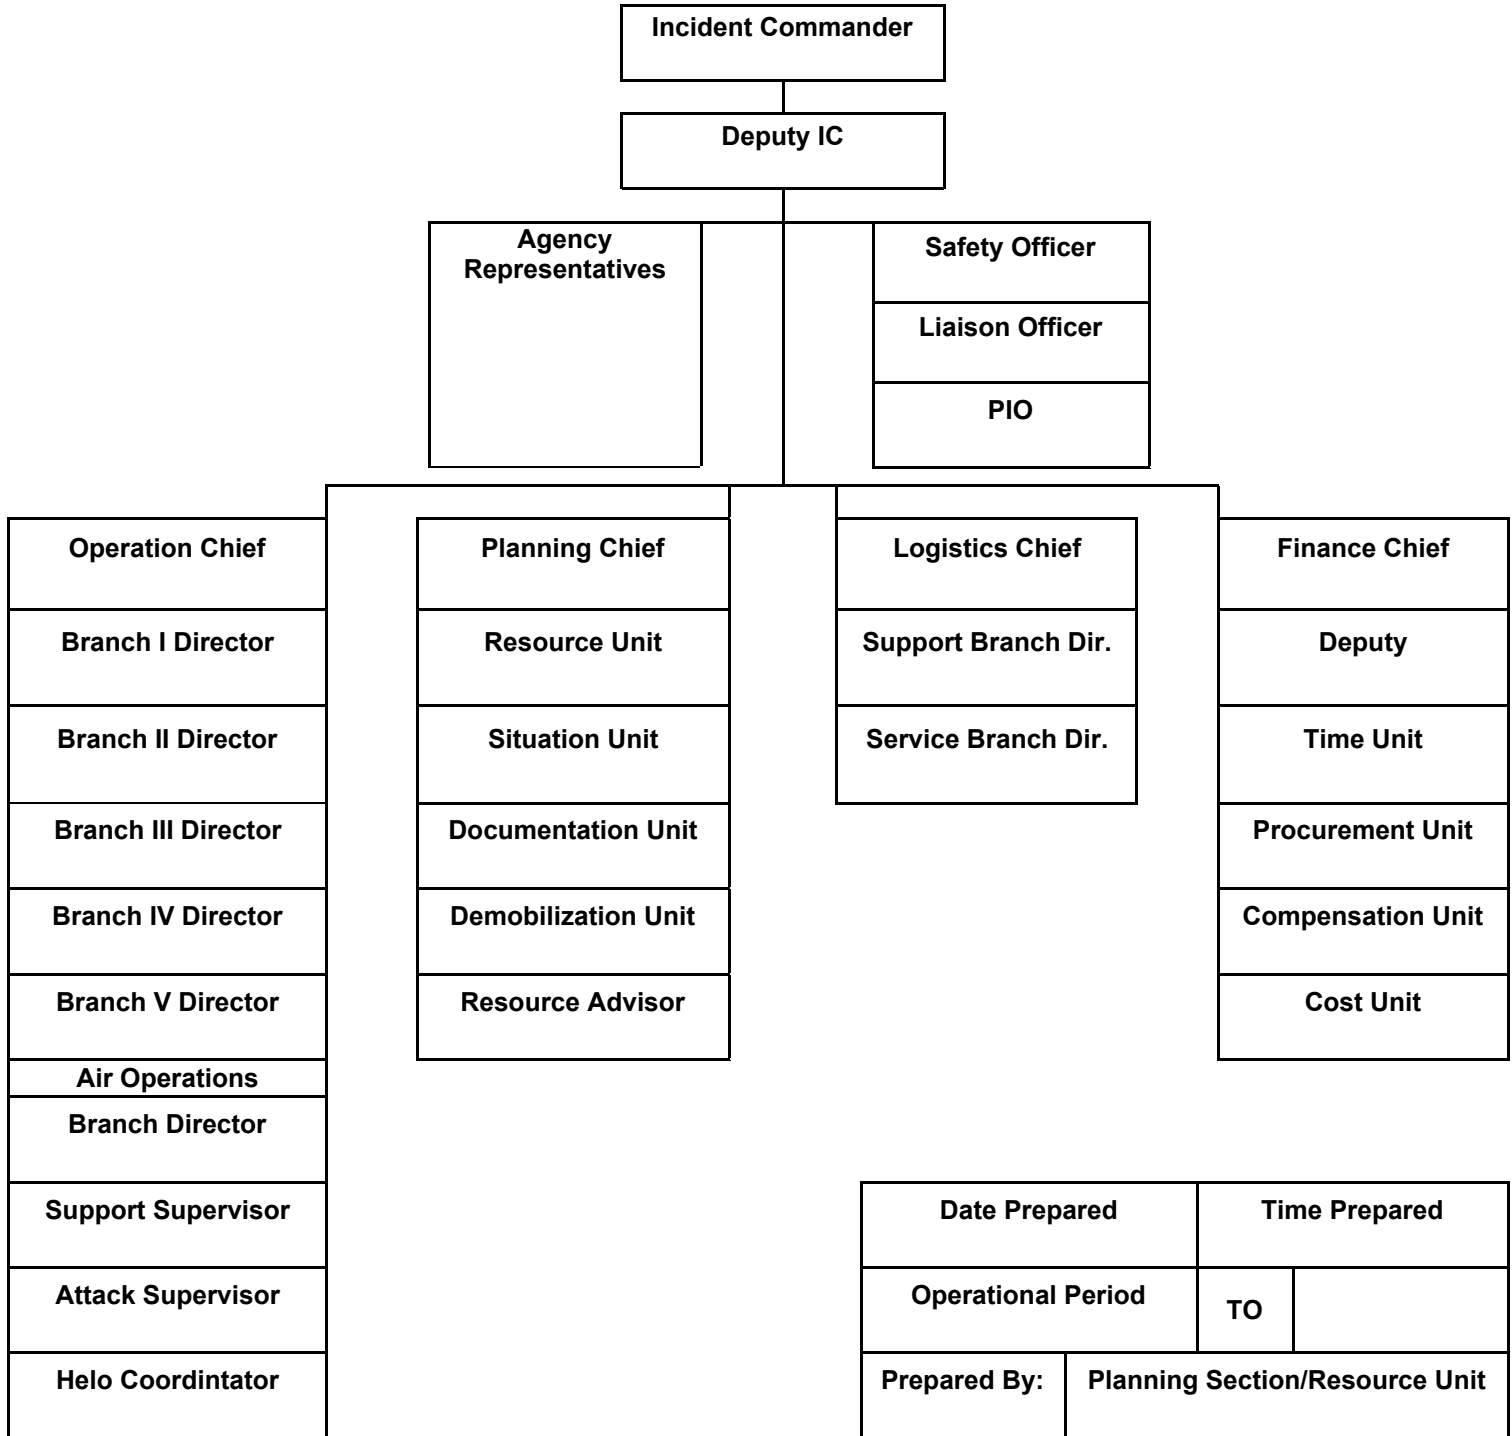 Incident Commander
Deputy IC
Agency
Representatives
Safety Officer
Liaison Officer
PIO
Operation Chief
Branch I Director
Branch II Director
Branch III Director
Branch IV Director
Branch V Director
Air Operations
Branch Director
Support Supervisor
Attack Supervisor
Helo Coordintator
Planning Chief
Resource Unit
Situation Unit
Documentation Unit
Demobilization Unit
Resource Advisor
Logistics Chief
Support Branch Dir.
Service Branch Dir.
Finance Chief
Deputy
Time Unit
Procurement Unit
Compensation Unit
Cost Unit
Date Prepared
Time Prepared
Operational Period
TO
Prepared By:
Planning Section/Resource Unit